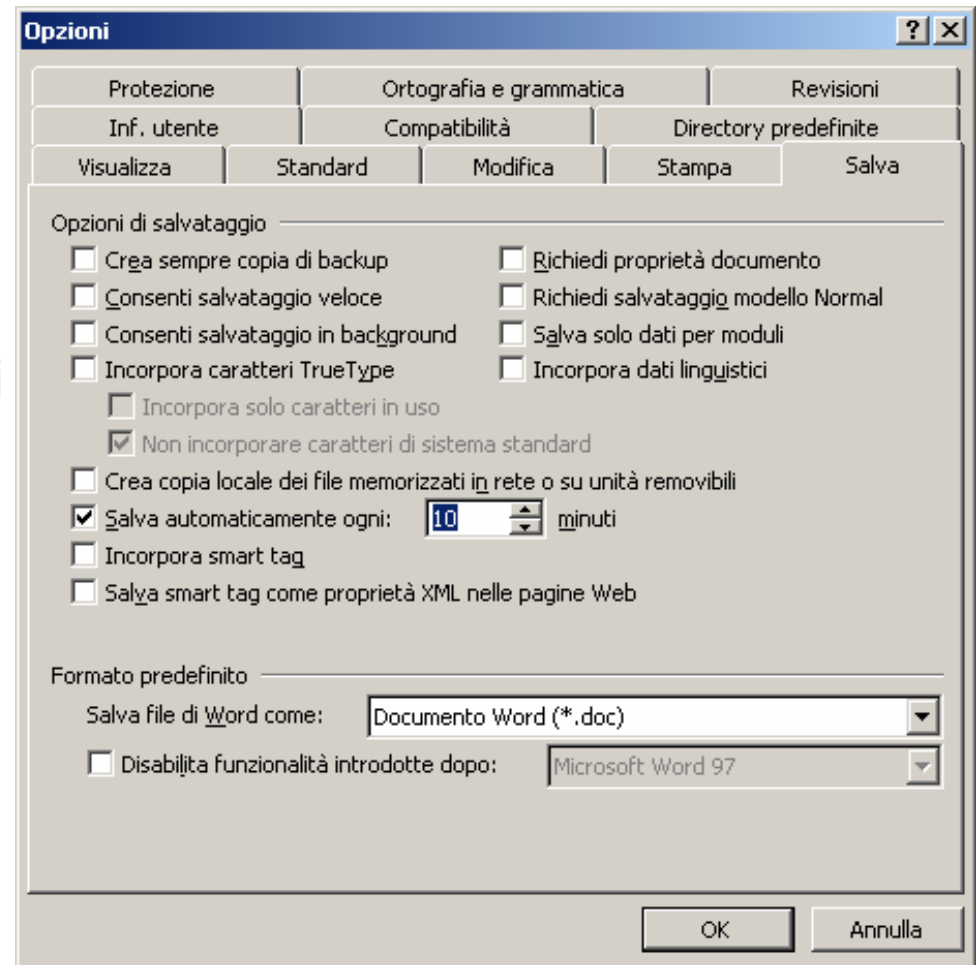 Opzioni
Protezione Ortografia e grammatica Revisioni
Inf. utente Compatibilità Directory predefinite
Visualizza Standard Modifica Stampa Salva
Opzioni di salvataggio
Crea sempre copia di backup Richiedi proprietà documento
Consenti salvataggio veloce Richiedi salvataggio modello Normal
Consenti salvataggio in background Salva solo dati per moduli
Incorpora caratteri TrueType Incorpora dati linguistici
Incorpora solo caratteri in uso
Non incorporare caratteri di sistema standard
Crea copia locale dei file memorizzati in rete o su unità removibili
Salva automaticamente ogni: 10 minuti
Incorpora smart tag
Salva smart tag come proprietà XML nelle pagine Web
Formato predefinito
Salva file di Word come: Documento Word (*.doc)
Disabilita funzionalità introdotte dopo: Microsoft Word 97
OK Annulla